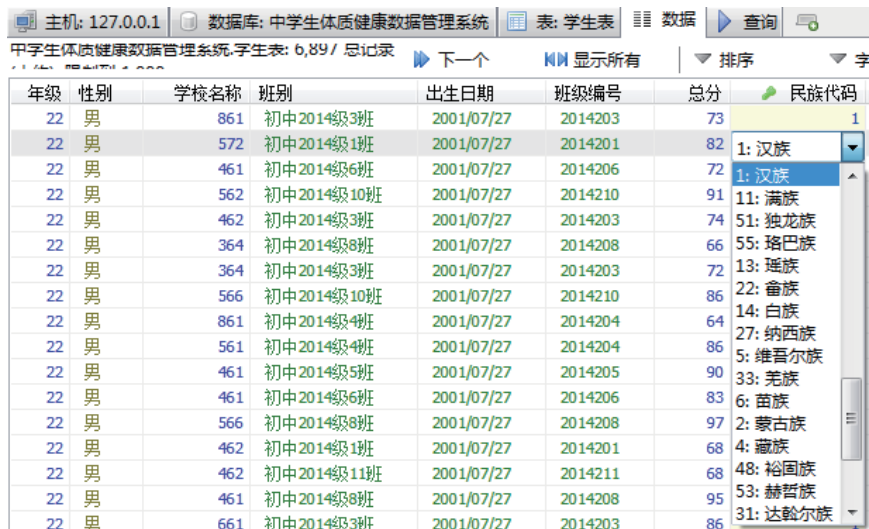 主机: 127.0.0.1 数据库: 中学生体质健康数据管理系统 表: 学生表 数据 查询
中学生体质健康数据管理系统.学生表: 6,897 总记录 下一个 显示所有 排序
年级 性别 学校名称 班别 出生日期 班级编号 总分 民族代码
22 男 861 初中2014级3班 2001/07/27 2014203 73 1
22 男 572 初中2014级1班 2001/07/27 2014201 82 1: 汉族
22 男 461 初中2014级6班 2001/07/27 2014206 72 1: 汉族
22 男 562 初中2014级10班 2001/07/27 2014210 91 11: 满族
22 男 462 初中2014级3班 2001/07/27 2014203 74 51: 独龙族
22 男 364 初中2014级8班 2001/07/27 2014208 66 55: 珞巴族
22 男 364 初中2014级3班 2001/07/27 2014203 72 13: 瑶族
22 男 566 初中2014级10班 2001/07/27 2014210 86 22: 畲族
22 男 861 初中2014级4班 2001/07/27 2014204 64 14: 白族
22 男 561 初中2014级4班 2001/07/27 2014204 86 27: 纳西族
22 男 461 初中2014级5班 2001/07/27 2014205 90 5: 维吾尔族
33: 羌族
22 男 461 初中2014级6班 2001/07/27 2014206 83 6: 苗族
22 男 566 初中2014级8班 2001/07/27 2014208 97 2: 蒙古族
22 男 462 初中2014级1班 2001/07/27 2014201 68 4: 藏族
22 男 462 初中2014级11班 2001/07/27 2014211 68 48: 裕固族
22 男 461 初中2014级8班 2001/07/27 2014208 95 53: 赫哲族
22 男 661 初中2014级3班 2001/07/27 2014203 86 31: 达斡尔族